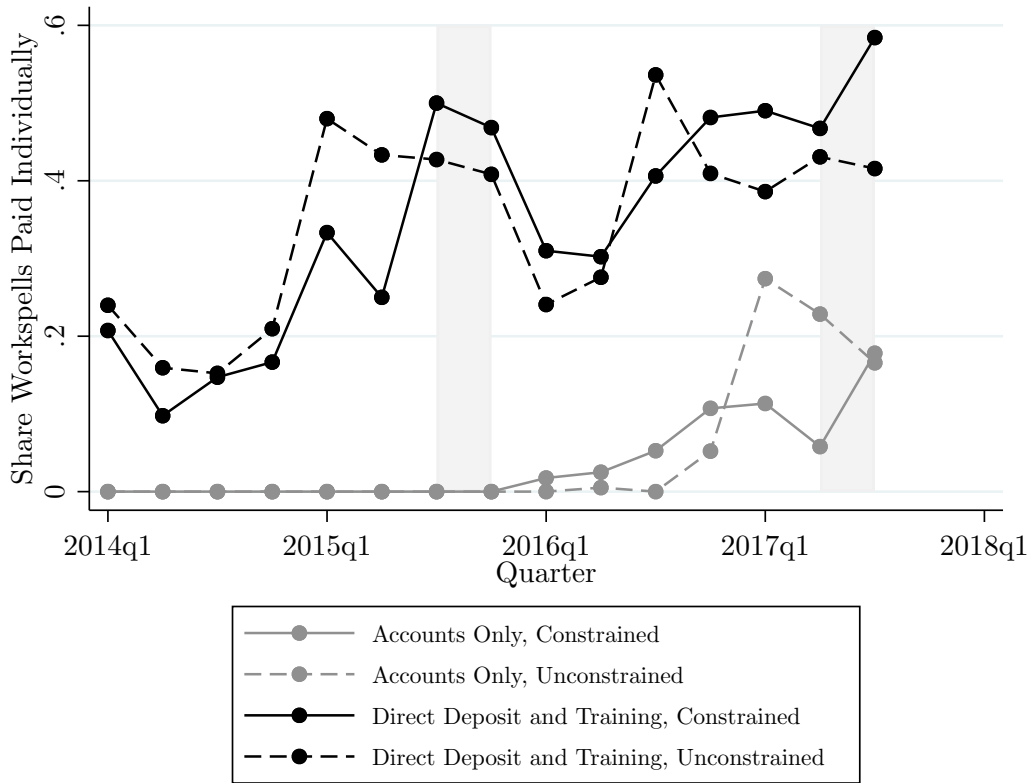 Share Workspells Paid Individually
.6
.4
.2
0
2014q1 2015q1 2016q1 2017q1 2018q1
Quarter
Accounts Only, Constrained
Accounts Only, Unconstrained
Direct Deposit and Training, Constrained
Direct Deposit and Training, Unconstrained